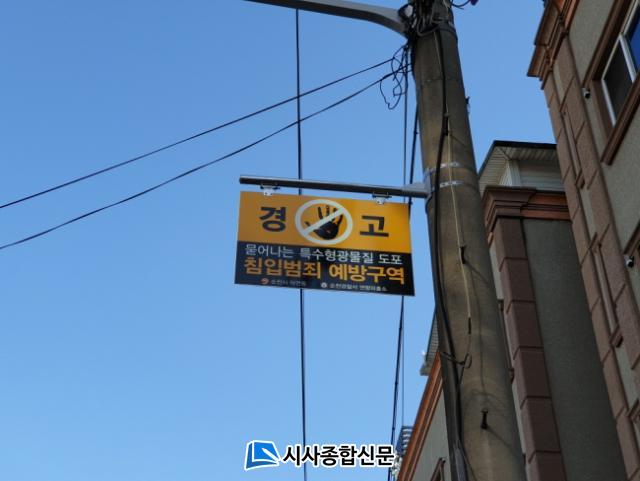 경 고
묻어나는 특수형광물질 도포
침입범죄 예방구역
시사종합신문